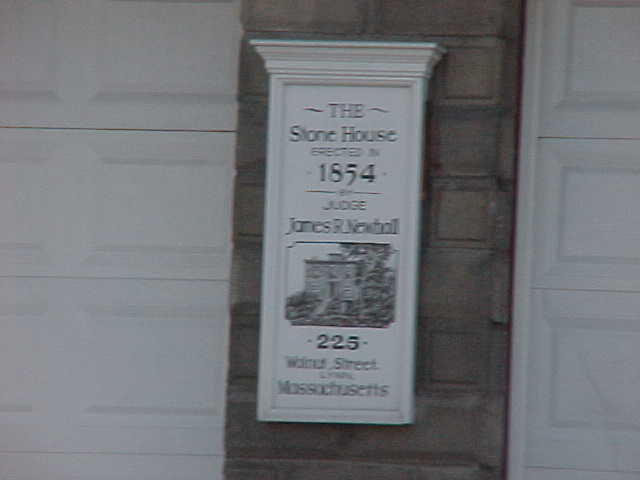 ~ THE ~
Stone House
ERECTED IN
· 1854 ·
BY
JUDGE
James R. Newhall
· 225 ·
Walnut Street
LYNN,
Massachusetts